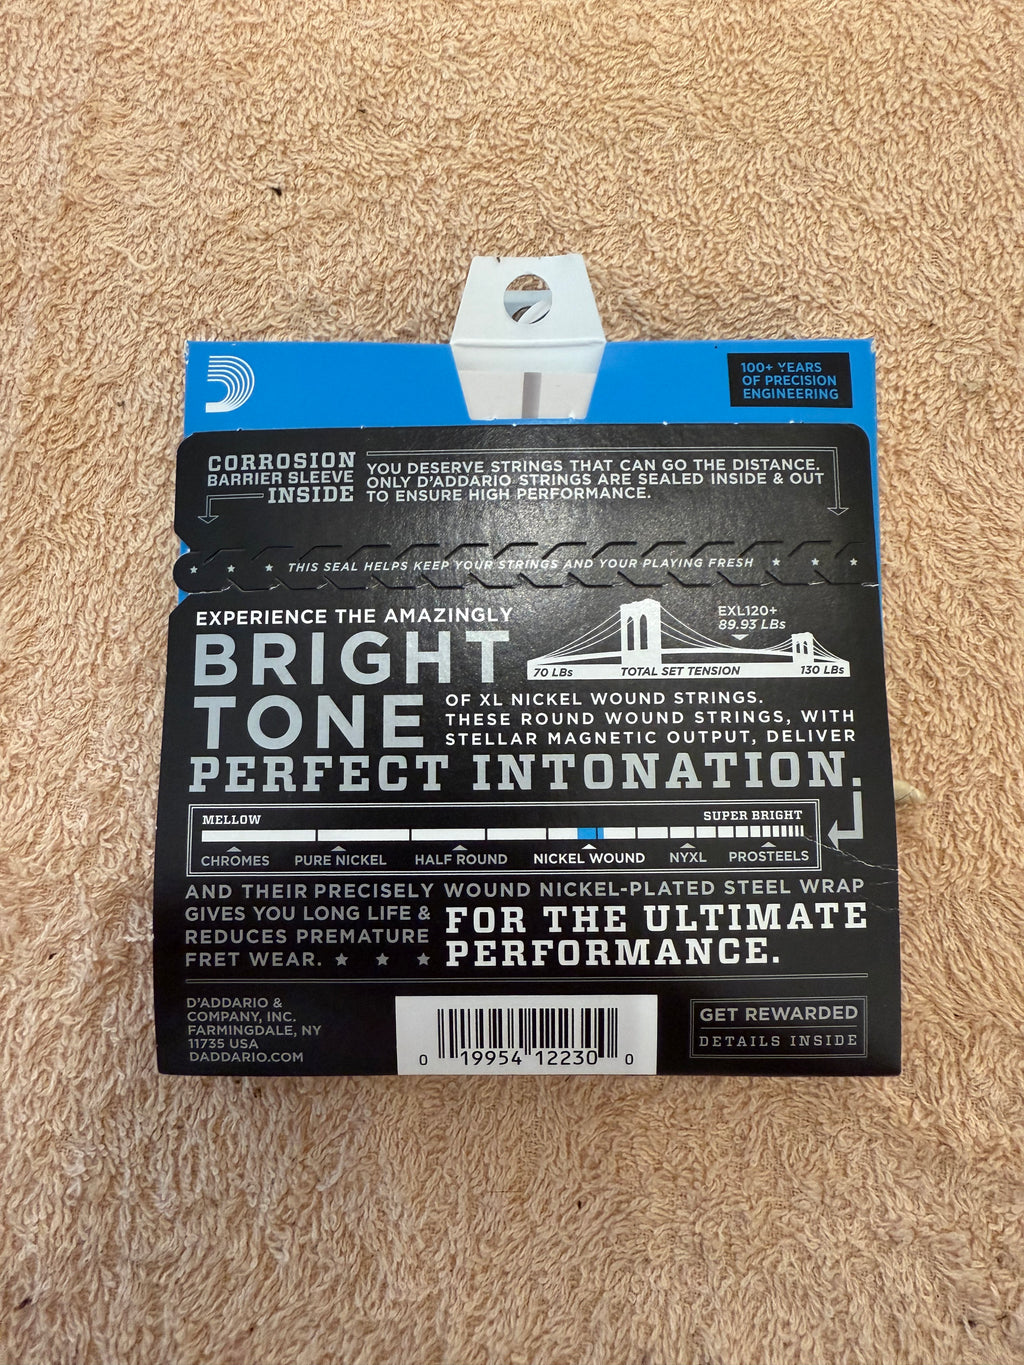 100+ YEARS
OF PRECISION
ENGINEERING
CORROSION
BARRIER SLEEVE
INSIDE
YOU DESERVE STRINGS THAT CAN GO THE DISTANCE.
ONLY D'ADDARIO STRINGS ARE SEALED INSIDE & OUT
TO ENSURE HIGH PERFORMANCE.
THIS SEAL HELPS KEEP YOUR STRINGS AND YOUR PLAYING FRESH
EXPERIENCE THE AMAZINGLY
BRIGHT
TONE
EXL120+
89.93 LBs
70 LBs TOTAL SET TENSION 130 LBs
OF XL NICKEL WOUND STRINGS.
THESE ROUND WOUND STRINGS, WITH
STELLAR MAGNETIC OUTPUT, DELIVER
PERFECT INTONATION.
MELLOW SUPER BRIGHT
CHROMES PURE NICKEL HALF ROUND NICKEL WOUND NYXL PROSTEELS
AND THEIR PRECISELY WOUND NICKEL-PLATED STEEL WRAP
GIVES YOU LONG LIFE &
REDUCES PREMATURE
FRET WEAR.
FOR THE ULTIMATE
PERFORMANCE.
D'ADDARIO &
COMPANY, INC.
FARMINGDALE, NY
11735 USA
DADDARIO.COM
0 19954 12230 0
GET REWARDED
DETAILS INSIDE